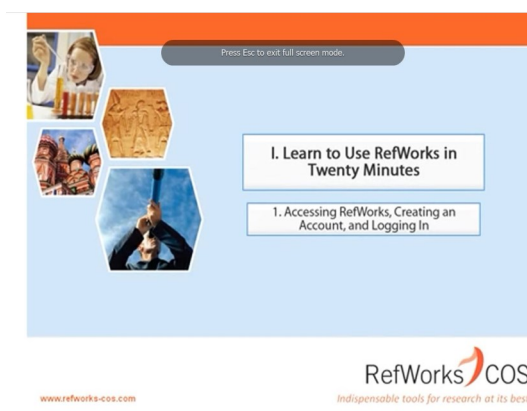 Press Esc to exit full screen mode.
I. Learn to Use RefWorks in
Twenty Minutes
1. Accessing RefWorks, Creating an
Account, and Logging In
RefWorks COS
www.refworks-cos.com
Indispensable tools for research at its best